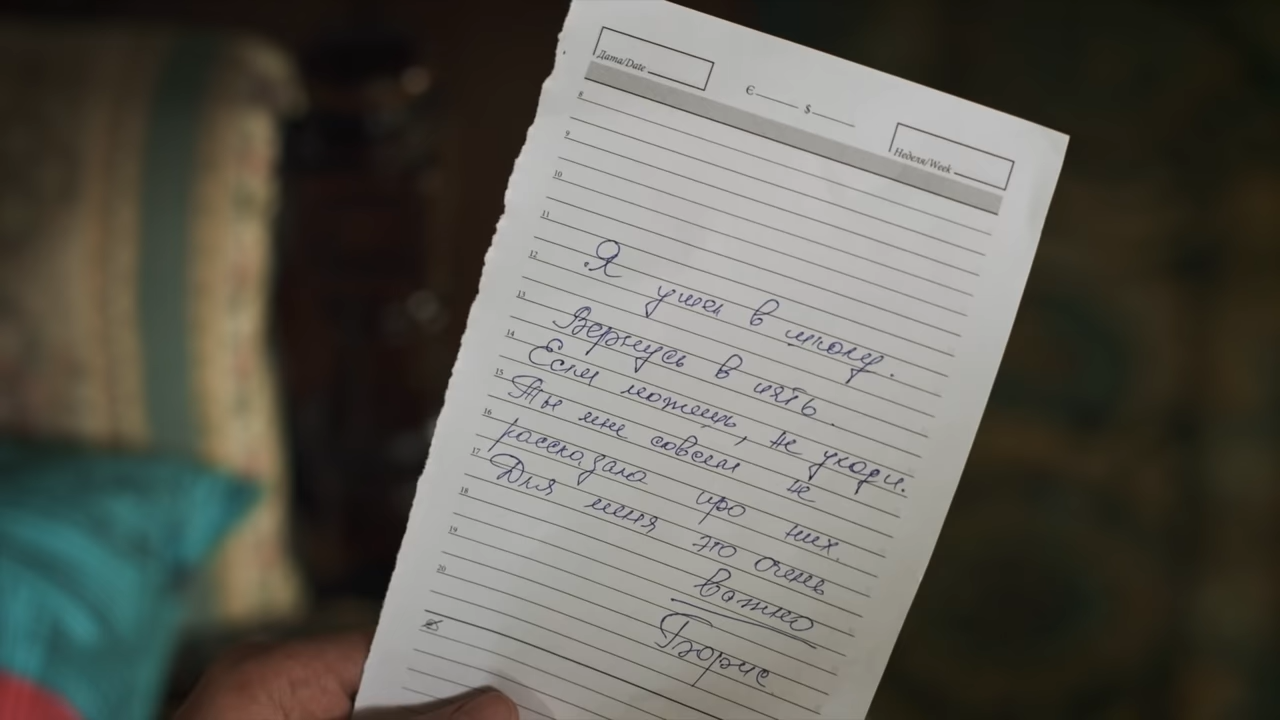 Дата/Date
€ $
Неделя/Week
8
9
10
11
12
Я ушел в школу.
13
Вернусь в пять.
14
Если можешь, не уходи.
15
Ты мне совсем не
16
рассказала про них.
17
Для меня это очень
18
важно
19
Борис
20